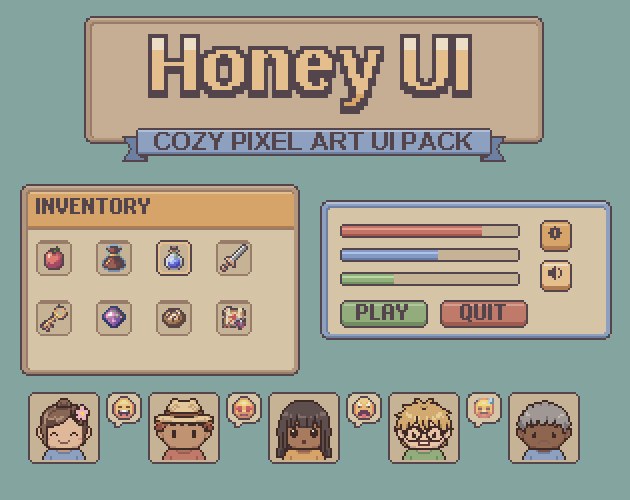 Honey UI
COZY PIXEL ART UI PACK
INVENTORY
PLAY
QUIT